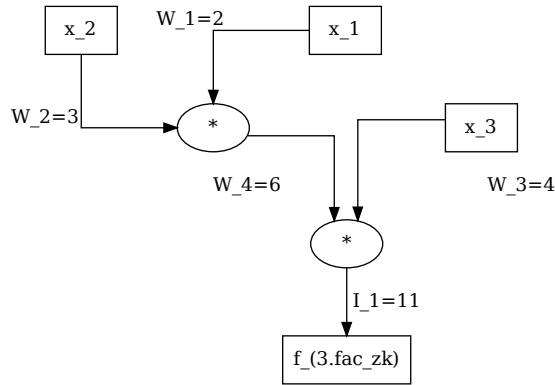 W_1=2
x_2
x_1
W_2=3
*
x_3
W_4=6
W_3=4
*
I_1=11
f_(3.fac_zk)